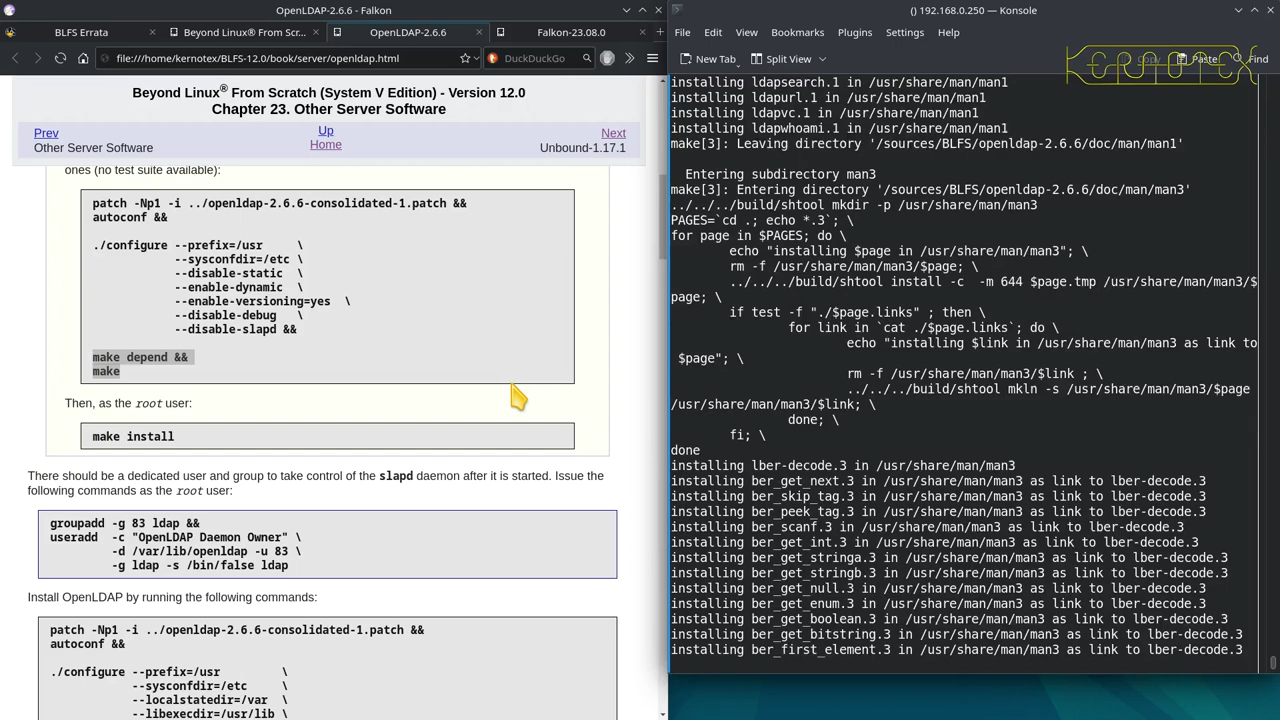 OpenLDAP-2.6.6 - Falkon
BLFS Errata
Beyond Linux® From Scr...
OpenLDAP-2.6.6
Falkon-23.08.0
file:///home/kernotex/BLFS-12.0/book/server/openldap.html
DuckDuckGo
Beyond Linux® From Scratch (System V Edition) - Version 12.0
Chapter 23. Other Server Software
Prev
Up
Next
Other Server Software
Home
Unbound-1.17.1
ones (no test suite available):
patch -Np1 -i ../openldap-2.6.6-consolidated-1.patch &&
autoconf &&
./configure --prefix=/usr \
--sysconfdir=/etc \
--disable-static \
--enable-dynamic \
--enable-versioning=yes \
--disable-debug \
--disable-slapd &&
make depend &&
make
Then, as the root user:
make install
There should be a dedicated user and group to take control of the slapd daemon after it is started. Issue the
following commands as the root user:
groupadd -g 83 ldap &&
useradd -c "OpenLDAP Daemon Owner" \
-d /var/lib/openldap -u 83 \
-g ldap -s /bin/false ldap
Install OpenLDAP by running the following commands:
patch -Np1 -i ../openldap-2.6.6-consolidated-1.patch &&
autoconf &&
./configure --prefix=/usr \
--sysconfdir=/etc \
--localstatedir=/var \
--libexecdir=/usr/lib \
() 192.168.0.250 — Konsole
File Edit View Bookmarks Plugins Settings Help
New Tab Split View Copy Paste Find
kernotex
installing ldapsearch.1 in /usr/share/man/man1
installing ldapurl.1 in /usr/share/man/man1
installing ldapvc.1 in /usr/share/man/man1
installing ldapwhoami.1 in /usr/share/man/man1
make[3]: Leaving directory '/sources/BLFS/openldap-2.6.6/doc/man/man1'
Entering subdirectory man3
make[3]: Entering directory '/sources/BLFS/openldap-2.6.6/doc/man/man3'
../../../build/shtool mkdir -p /usr/share/man/man3
PAGES=`cd .; echo *.3`; \
for page in $PAGES; do \
echo "installing $page in /usr/share/man/man3"; \
rm -f /usr/share/man/man3/$page; \
../../../build/shtool install -c -m 644 $page.tmp /usr/share/man/man3/$
page; \
if test -f "./$page.links" ; then \
for link in `cat ./$page.links`; do \
echo "installing $link in /usr/share/man/man3 as link to
$page"; \
rm -f /usr/share/man/man3/$link ; \
../../../build/shtool mkln -s /usr/share/man/man3/$page
/usr/share/man/man3/$link; \
done; \
fi; \
done
installing lber-decode.3 in /usr/share/man/man3
installing ber_get_next.3 in /usr/share/man/man3 as link to lber-decode.3
installing ber_skip_tag.3 in /usr/share/man/man3 as link to lber-decode.3
installing ber_peek_tag.3 in /usr/share/man/man3 as link to lber-decode.3
installing ber_scanf.3 in /usr/share/man/man3 as link to lber-decode.3
installing ber_get_int.3 in /usr/share/man/man3 as link to lber-decode.3
installing ber_get_stringa.3 in /usr/share/man/man3 as link to lber-decode.3
installing ber_get_stringb.3 in /usr/share/man/man3 as link to lber-decode.3
installing ber_get_null.3 in /usr/share/man/man3 as link to lber-decode.3
installing ber_get_enum.3 in /usr/share/man/man3 as link to lber-decode.3
installing ber_get_boolean.3 in /usr/share/man/man3 as link to lber-decode.3
installing ber_get_bitstring.3 in /usr/share/man/man3 as link to lber-decode.3
installing ber_first_element.3 in /usr/share/man/man3 as link to lber-decode.3